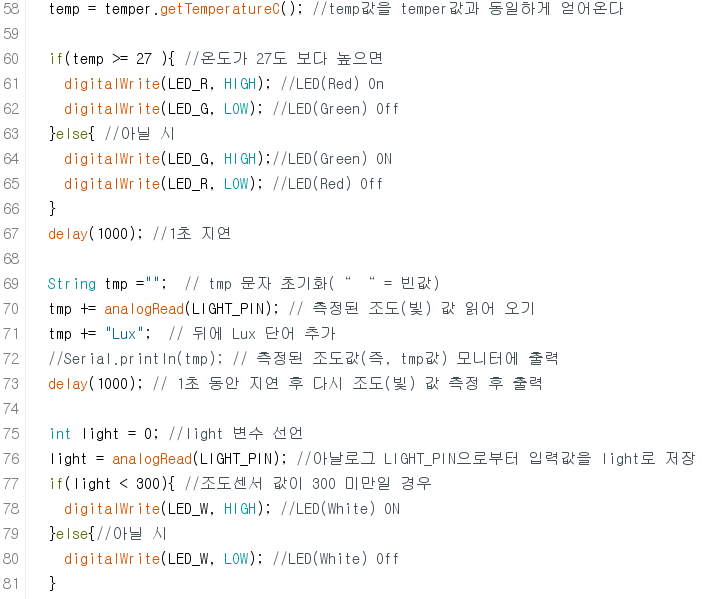 58 temp = temper.getTemperatureC(); //temp값을 temper값과 동일하게 얻어온다
59
60 if(temp >= 27 ){ //온도가 27도 보다 높으면
61 digitalWrite(LED_R, HIGH); //LED(Red) On
62 digitalWrite(LED_G, LOW); //LED(Green) Off
63 }else{ //아닐 시
64 digitalWrite(LED_G, HIGH);//LED(Green) ON
65 digitalWrite(LED_R, LOW); //LED(Red) Off
66 }
67 delay(1000); //1초 지연
68
69 String tmp =""; // tmp 문자 초기화( “ “ = 빈값)
70 tmp += analogRead(LIGHT_PIN); // 측정된 조도(빛) 값 읽어 오기
71 tmp += "Lux"; // 뒤에 Lux 단어 추가
72 //Serial.println(tmp); // 측정된 조도값(즉, tmp값) 모니터에 출력
73 delay(1000); // 1초 동안 지연 후 다시 조도(빛) 값 측정 후 출력
74
75 int light = 0; //light 변수 선언
76 light = analogRead(LIGHT_PIN); //아날로그 LIGHT_PIN으로부터 입력값을 light로 저장
77 if(light < 300){ //조도센서 값이 300 미만일 경우
78 digitalWrite(LED_W, HIGH); //LED(White) ON
79 }else{//아닐 시
80 digitalWrite(LED_W, LOW); //LED(White) Off
81 }